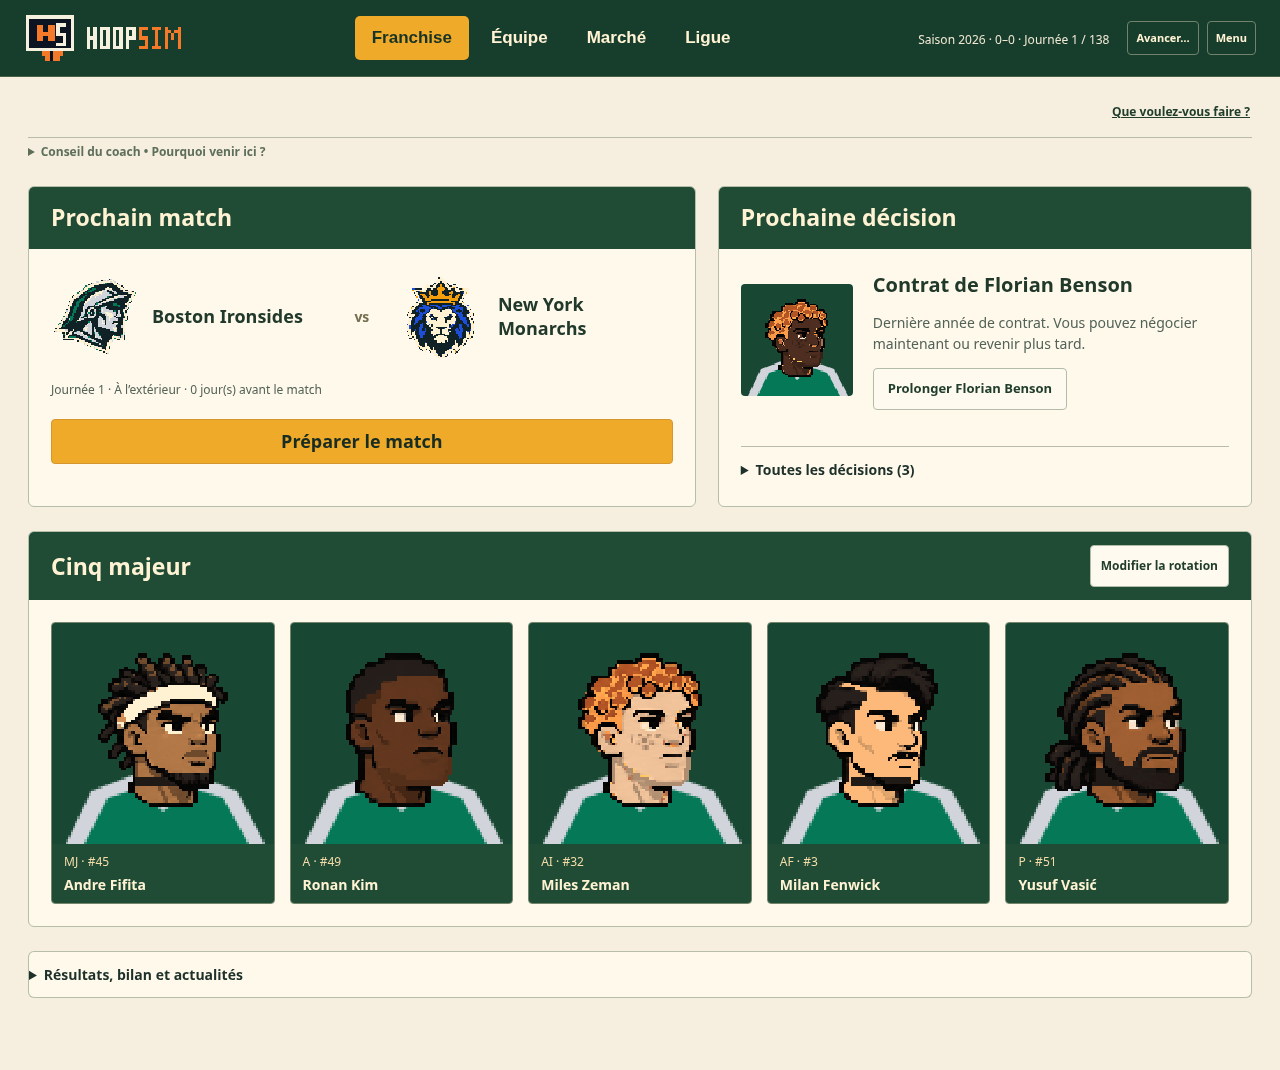 HS HOOPSIM
Franchise
Équipe
Marché
Ligue
Saison 2026 · 0–0 · Journée 1 / 138
Avancer...
Menu
Que voulez-vous faire ?
Conseil du coach • Pourquoi venir ici ?
Prochain match
Boston Ironsides
vs
New York
Monarchs
Journée 1 · À l’extérieur · 0 jour(s) avant le match
Préparer le match
Prochaine décision
Contrat de Florian Benson
Dernière année de contrat. Vous pouvez négocier
maintenant ou revenir plus tard.
Prolonger Florian Benson
Toutes les décisions (3)
Cinq majeur
Modifier la rotation
MJ · #45
Andre Fifita
A · #49
Ronan Kim
AI · #32
Miles Zeman
AF · #3
Milan Fenwick
P · #51
Yusuf Vasić
Résultats, bilan et actualités